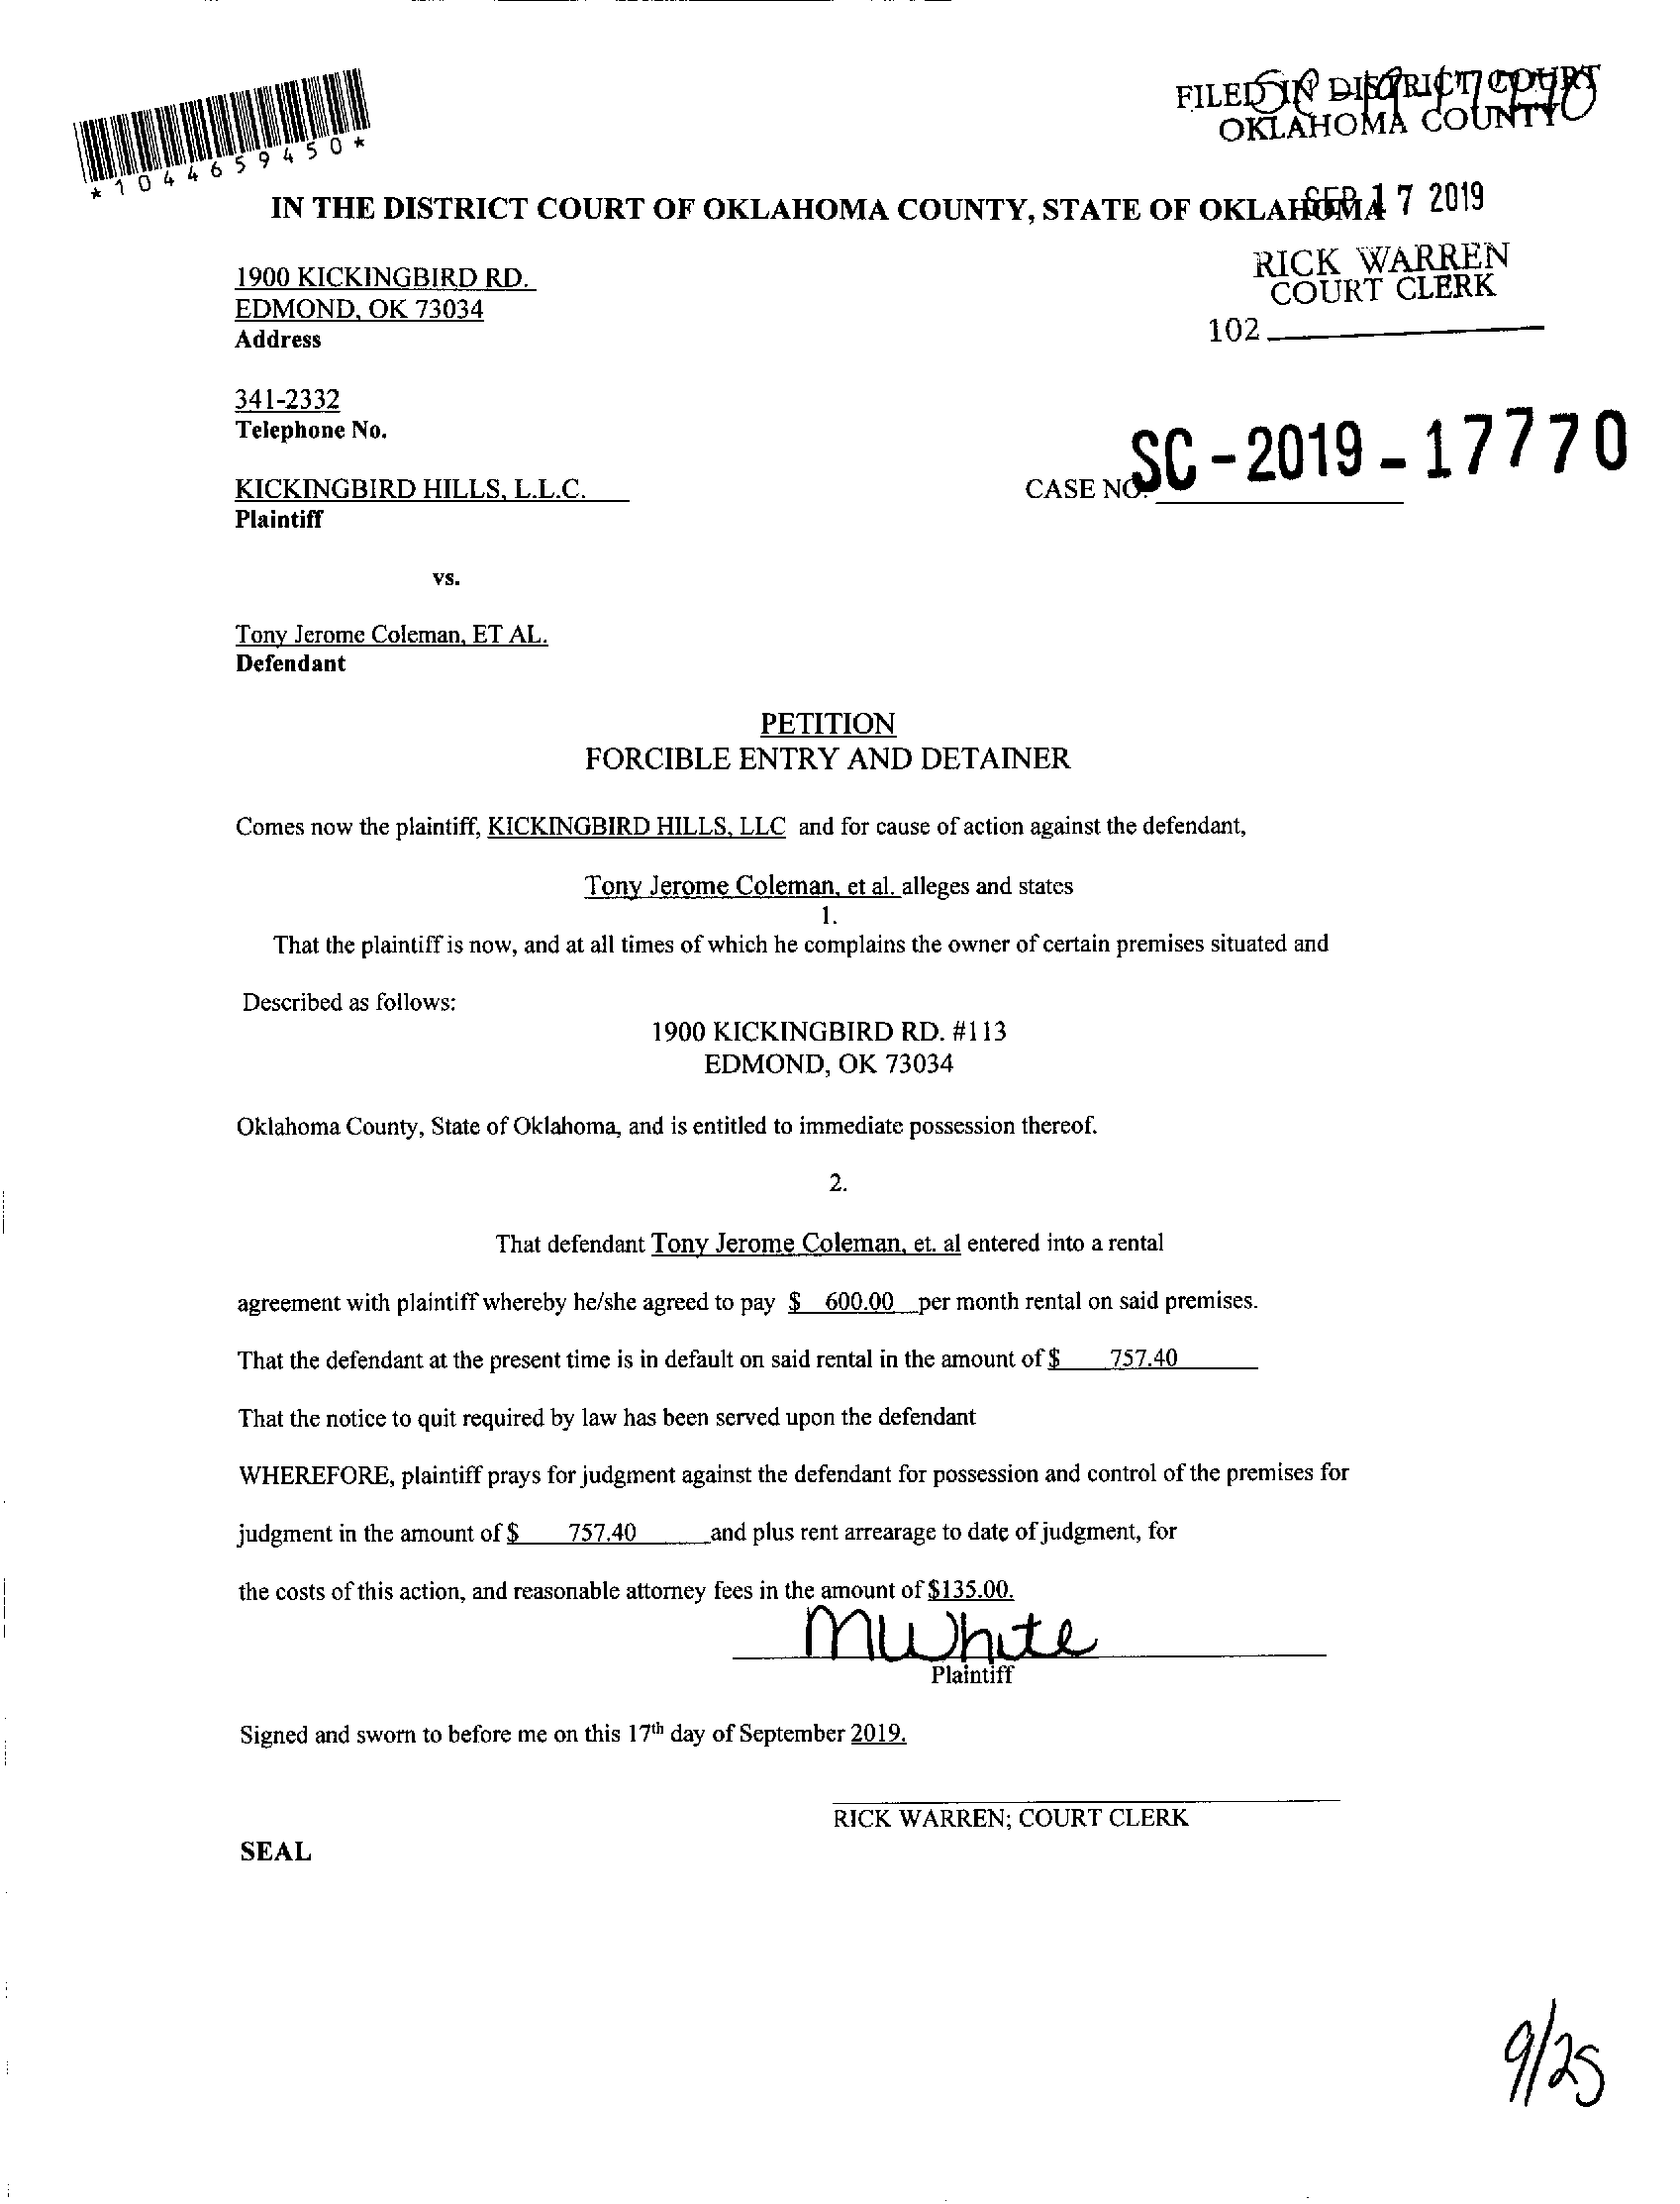 *1044659450*
FILED IN DISTRICT COURT
OKLAHOMA COUNTY
SC 19 17770
IN THE DISTRICT COURT OF OKLAHOMA COUNTY, STATE OF OKLAHOMA
SEP 17 2019
RICK WARREN
COURT CLERK
102
1900 KICKINGBIRD RD.
EDMOND, OK 73034
Address
341-2332
Telephone No.
KICKINGBIRD HILLS, L.L.C.
Plaintiff
CASE NO. SC-2019-17770
vs.
Tony Jerome Coleman, ET AL.
Defendant
PETITION
FORCIBLE ENTRY AND DETAINER
Comes now the plaintiff, KICKINGBIRD HILLS, LLC and for cause of action against the defendant,
Tony Jerome Coleman, et al. alleges and states
1.
That the plaintiff is now, and at all times of which he complains the owner of certain premises situated and
Described as follows:
1900 KICKINGBIRD RD. #113
EDMOND, OK 73034
Oklahoma County, State of Oklahoma, and is entitled to immediate possession thereof.
2.
That defendant Tony Jerome Coleman, et. al entered into a rental
agreement with plaintiff whereby he/she agreed to pay $ 600.00 per month rental on said premises.
That the defendant at the present time is in default on said rental in the amount of $ 757.40
That the notice to quit required by law has been served upon the defendant
WHEREFORE, plaintiff prays for judgment against the defendant for possession and control of the premises for
judgment in the amount of $ 757.40 and plus rent arrearage to date of judgment, for
the costs of this action, and reasonable attorney fees in the amount of $135.00.
MWhite
Plaintiff
Signed and sworn to before me on this 17th day of September 2019.
RICK WARREN; COURT CLERK
SEAL
9/25